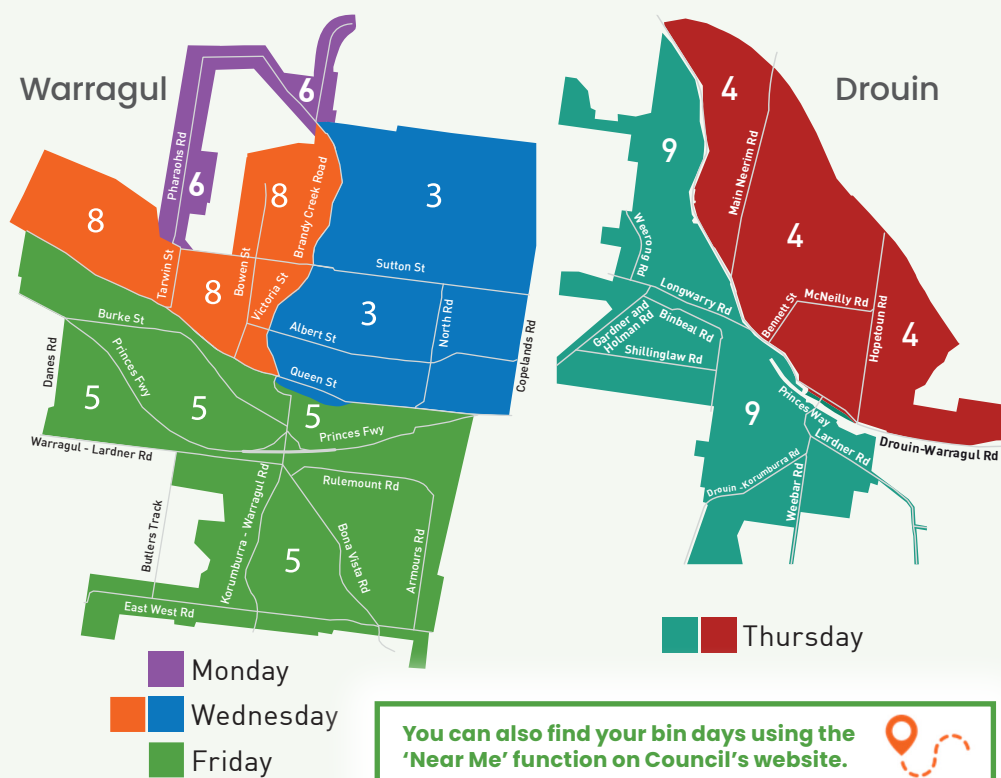 Warragul
Drouin
6
6
Pharaohs Rd
8
8
8
3
3
Brandy Creek Road
Bowen St
Victoria St
Tarwin St
Sutton St
Albert St
North Rd
Queen St
Copelands Rd
Burke St
Danes Rd
Princes Fwy
5
5
5
Princes Fwy
Warragul - Lardner Rd
Rulemount Rd
Butlers Track
Korumburra - Warragul Rd
Bona Vista Rd
Armours Rd
5
East West Rd
4
9
Main Neerim Rd
4
Weerong Rd
Longwarry Rd
Gardner and
Holman Rd
Binbeal Rd
Shillinglaw Rd
Bennett St
McNeilly Rd
Hopetoun Rd
4
9
Princes Way
Lardner Rd
Drouin-Warragul Rd
Drouin - Korumburra Rd
Weebar Rd
Thursday
Monday
Wednesday
Friday
You can also find your bin days using the
‘Near Me’ function on Council’s website.